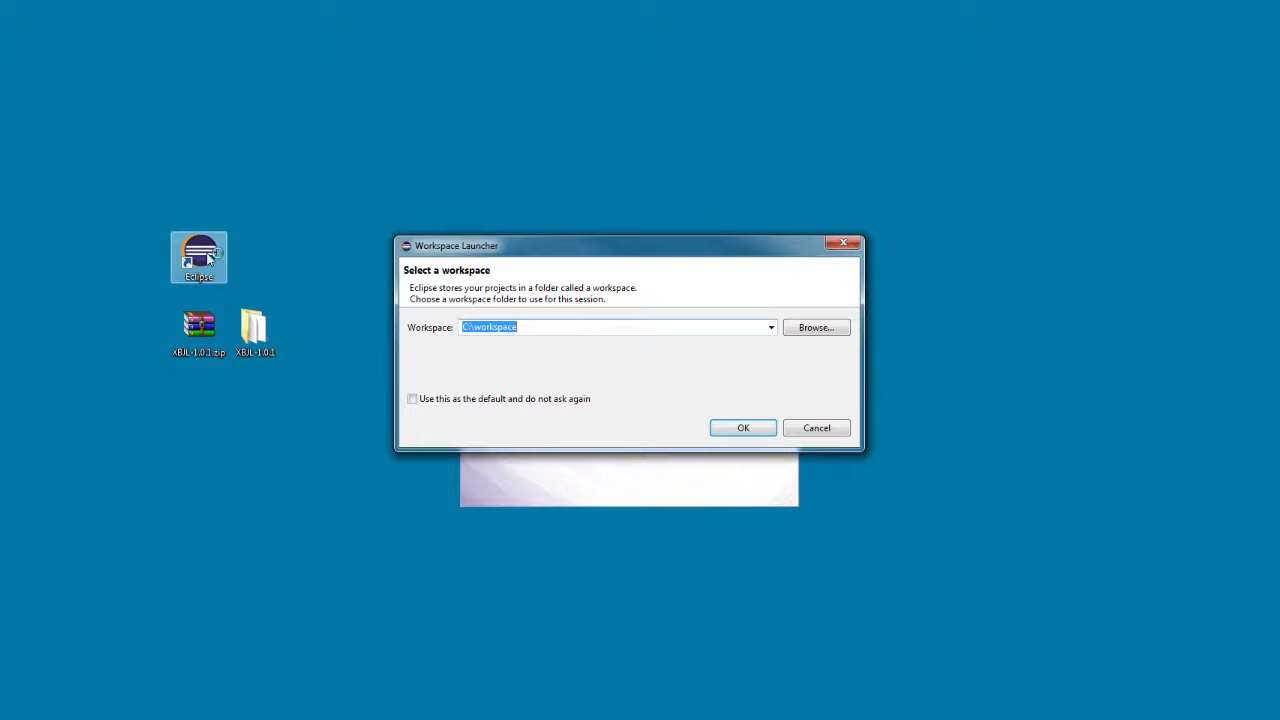 Workspace Launcher
Select a workspace
Eclipse stores your projects in a folder called a workspace.
Choose a workspace folder to use for this session.
Eclipse
Workspace: C:\workspace Browse...
XBJL-1.0.1.zip XBJL-1.0.1
Use this as the default and do not ask again
OK Cancel